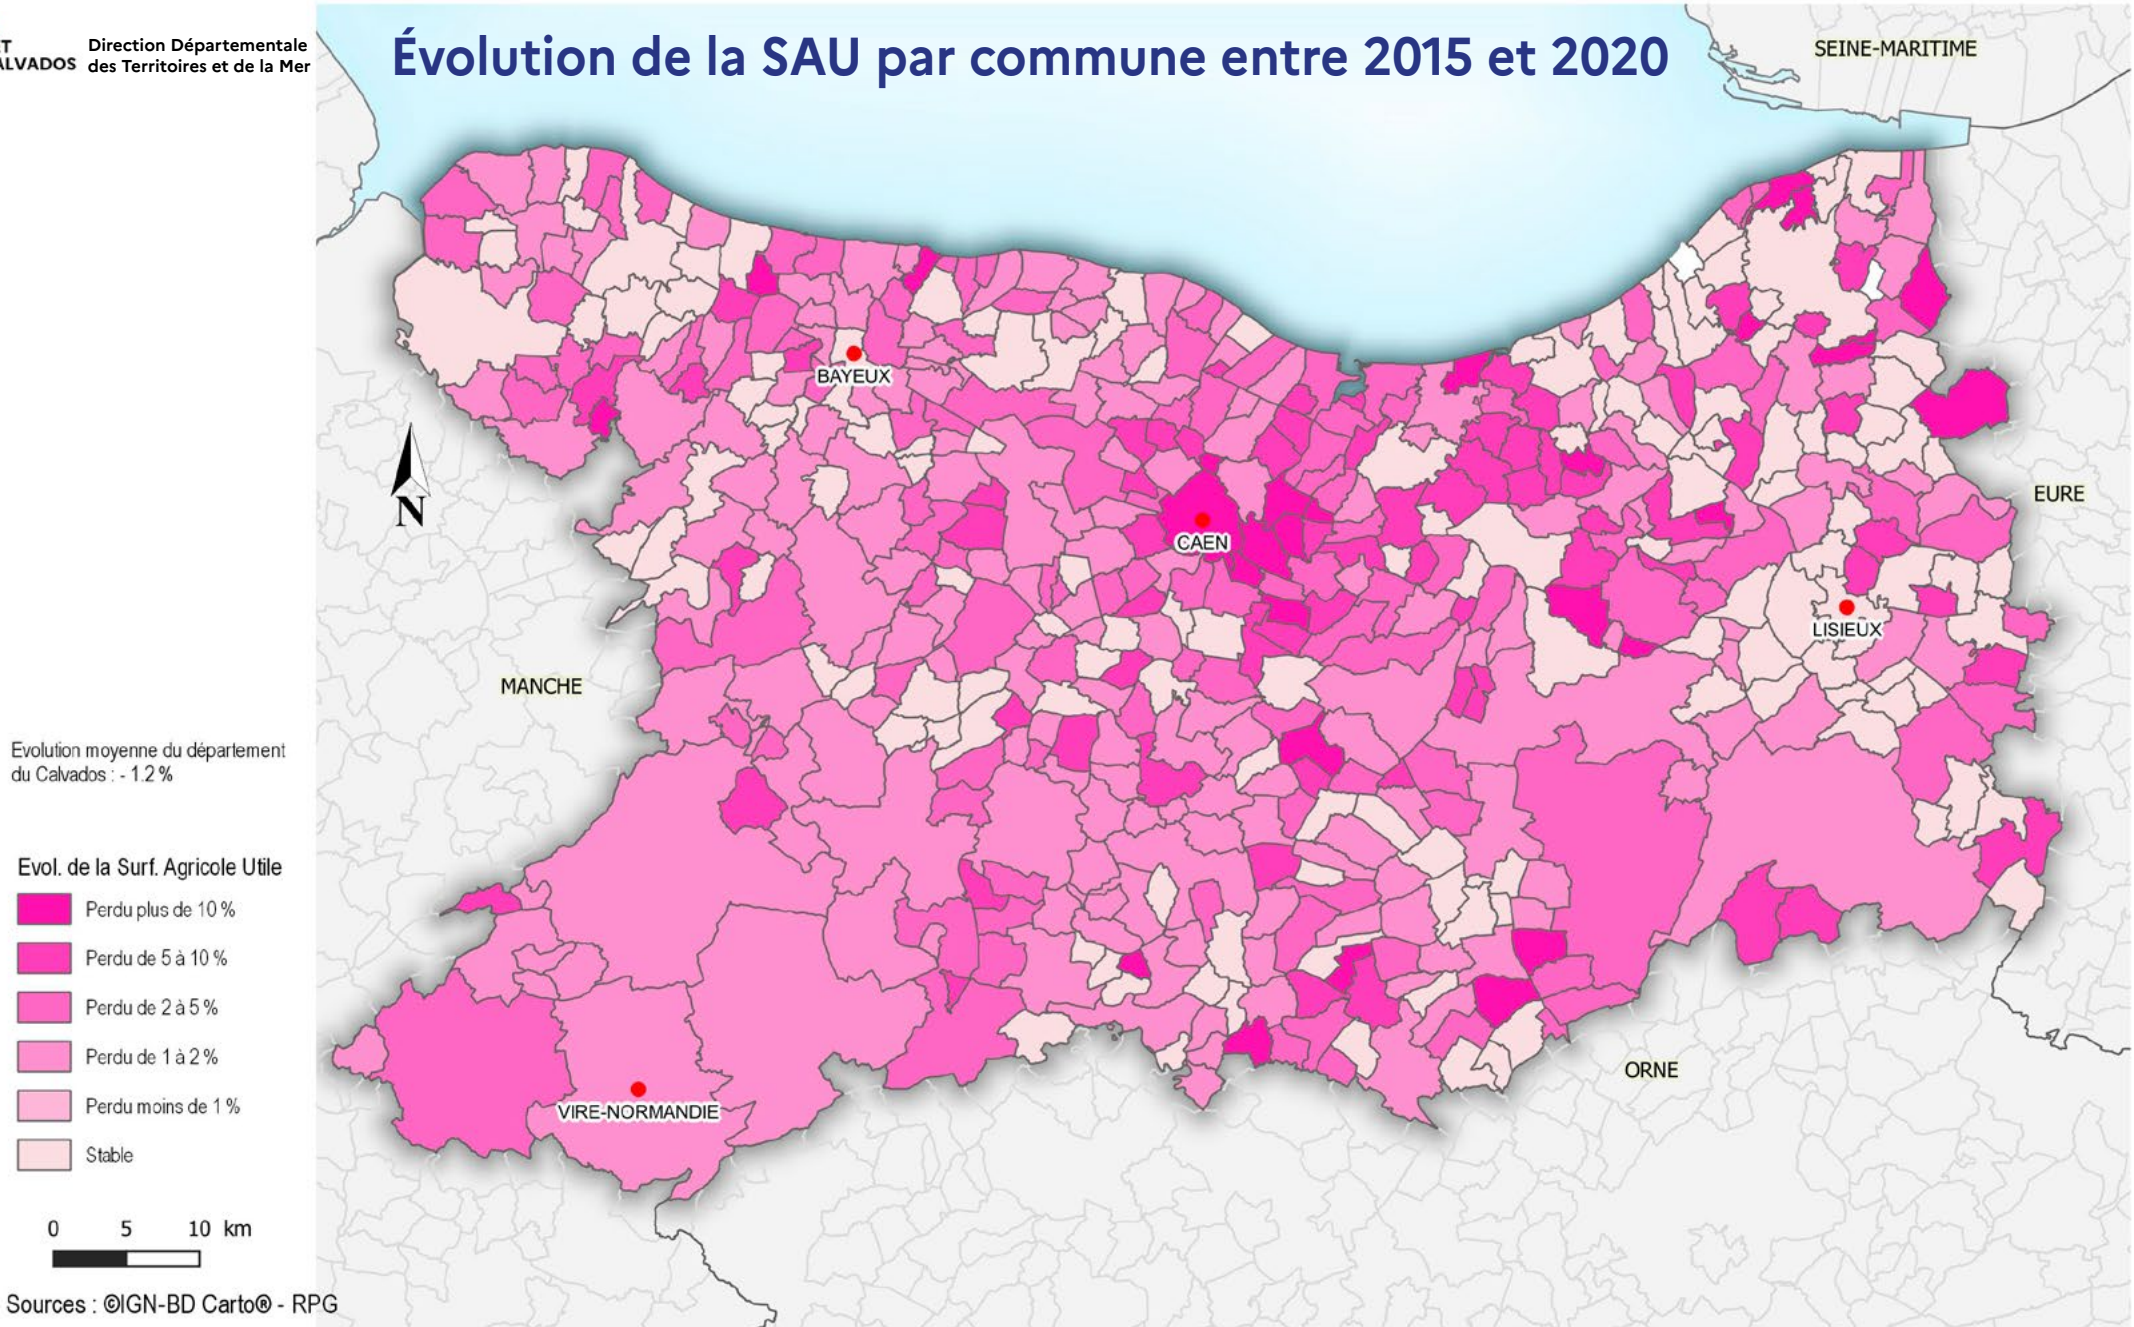 Évolution de la SAU par commune entre 2015 et 2020
Direction Départementale
des Territoires et de la Mer
SEINE-MARITIME
BAYEUX
N
CAEN
EURE
LISIEUX
MANCHE
ORNE
VIRE-NORMANDIE
Evolution moyenne du département
du Calvados : - 1.2 %
Evol. de la Surf. Agricole Utile
Perdu plus de 10 %
Perdu de 5 à 10 %
Perdu de 2 à 5 %
Perdu de 1 à 2 %
Perdu moins de 1 %
Stable
0 5 10 km
Sources : ©IGN-BD Carto® - RPG